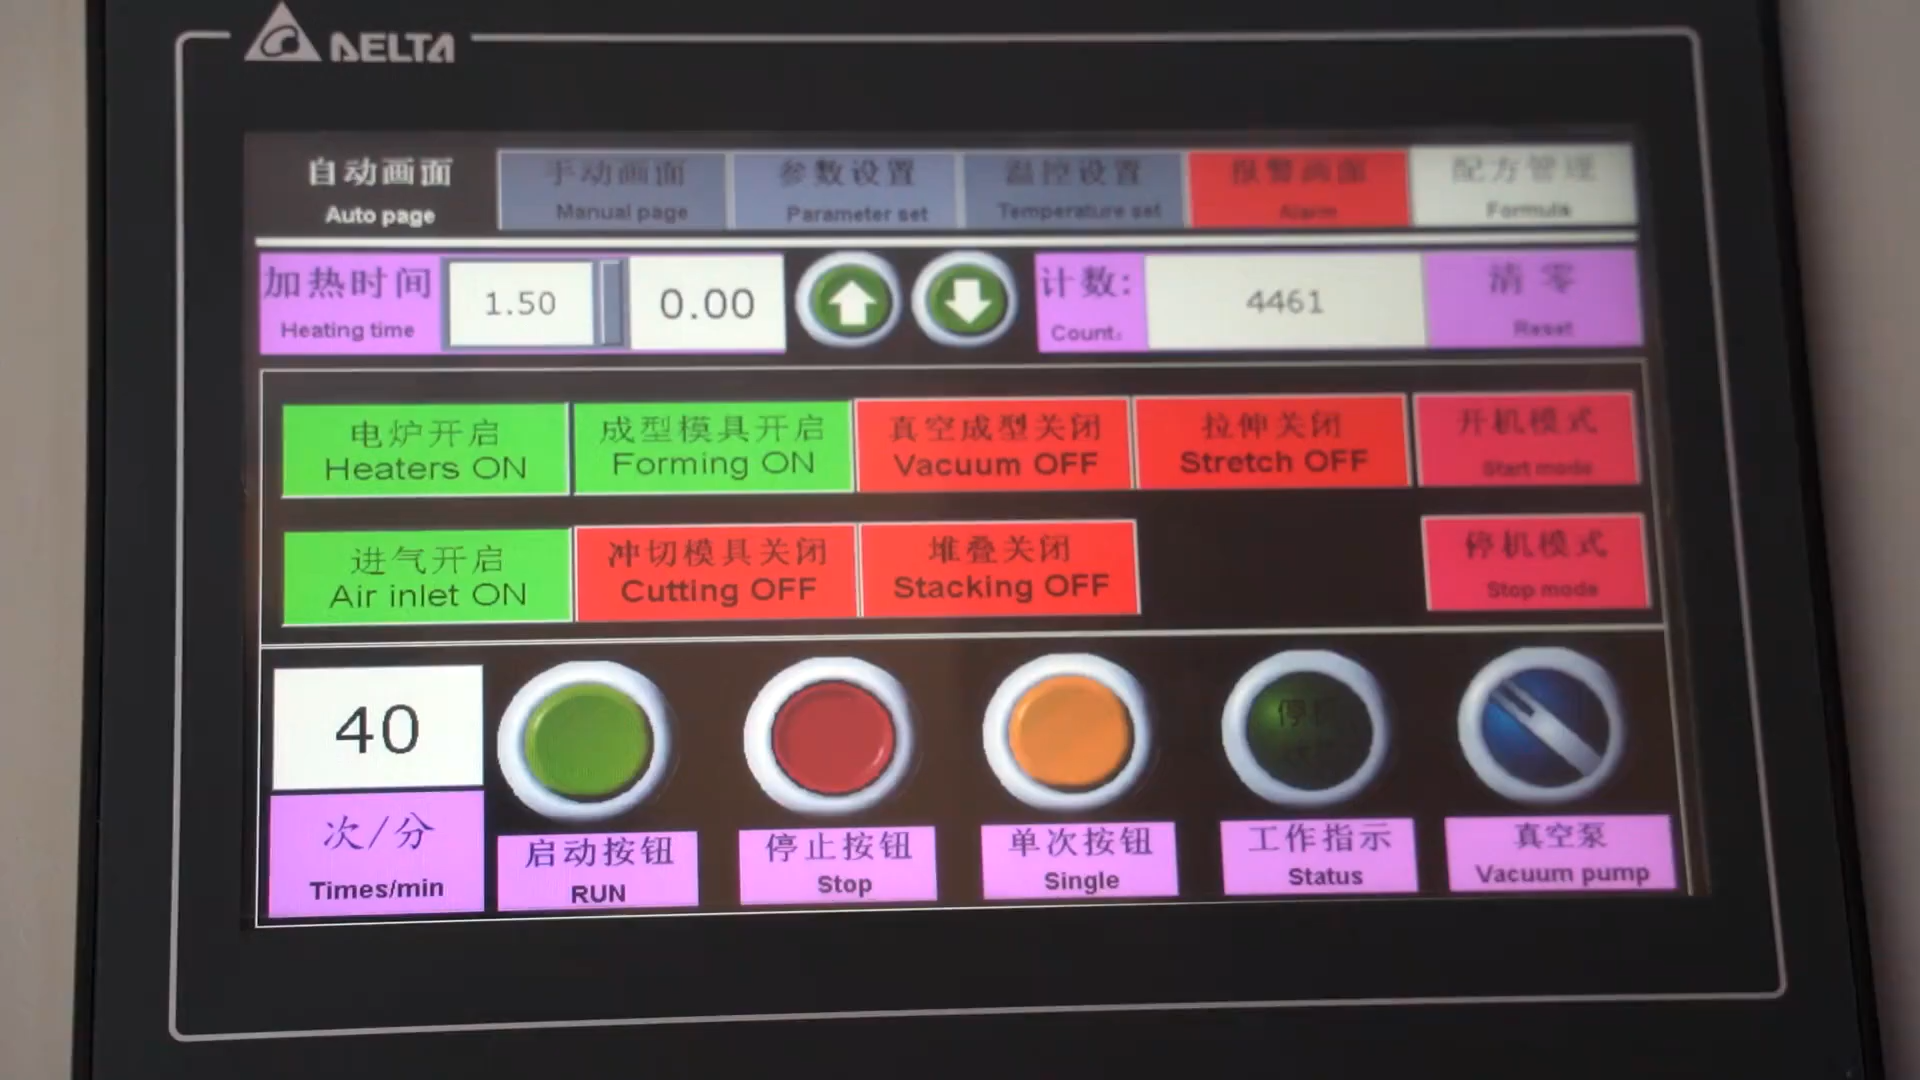 DELTA
自动画面
Auto page
手动画面
Manual page
参数设置
Parameter set
温控设置
Temperature set
报警画面
Alarm
配方管理
Formula
加热时间
Heating time
1.50
0.00
计数:
Count:
4461
清零
Reset
电炉开启
Heaters ON
成型模具开启
Forming ON
真空成型关闭
Vacuum OFF
拉伸关闭
Stretch OFF
开机模式
Start mode
进气开启
Air inlet ON
冲切模具关闭
Cutting OFF
堆叠关闭
Stacking OFF
停机模式
Stop mode
40
次/分
Times/min
启动按钮
RUN
停止按钮
Stop
单次按钮
Single
工作指示
Status
真空泵
Vacuum pump